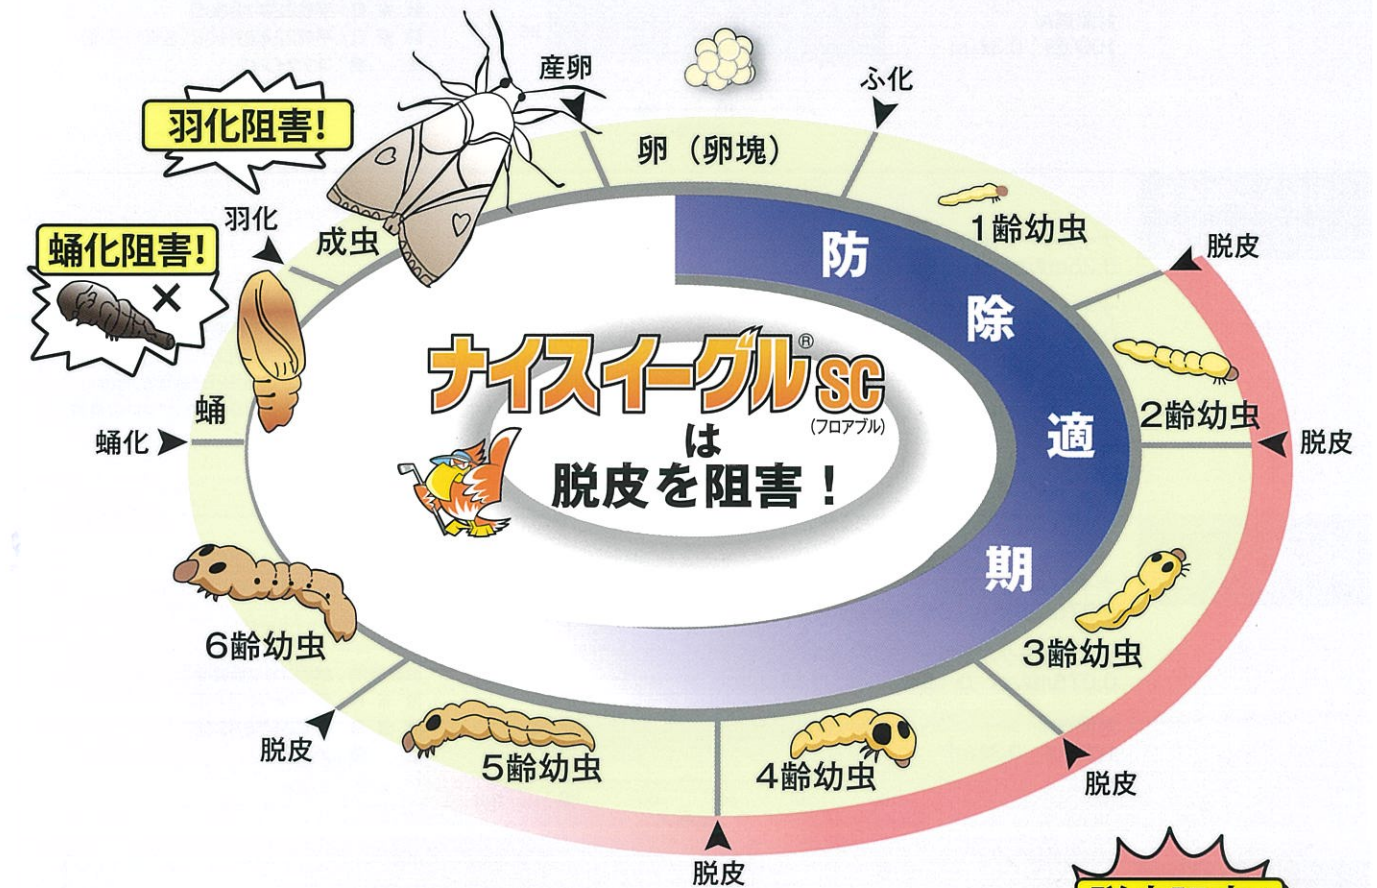 産卵
ふ化
羽化阻害!
卵（卵塊）
1齢幼虫
羽化
成虫
脱皮
蛹化阻害!
×
防
除
適
期
2齢幼虫
ナイスイーグル® SC
(フロアブル)
は
脱皮を阻害！
蛹
蛹化
脱皮
3齢幼虫
6齢幼虫
脱皮
5齢幼虫
4齢幼虫
脱皮
脱皮